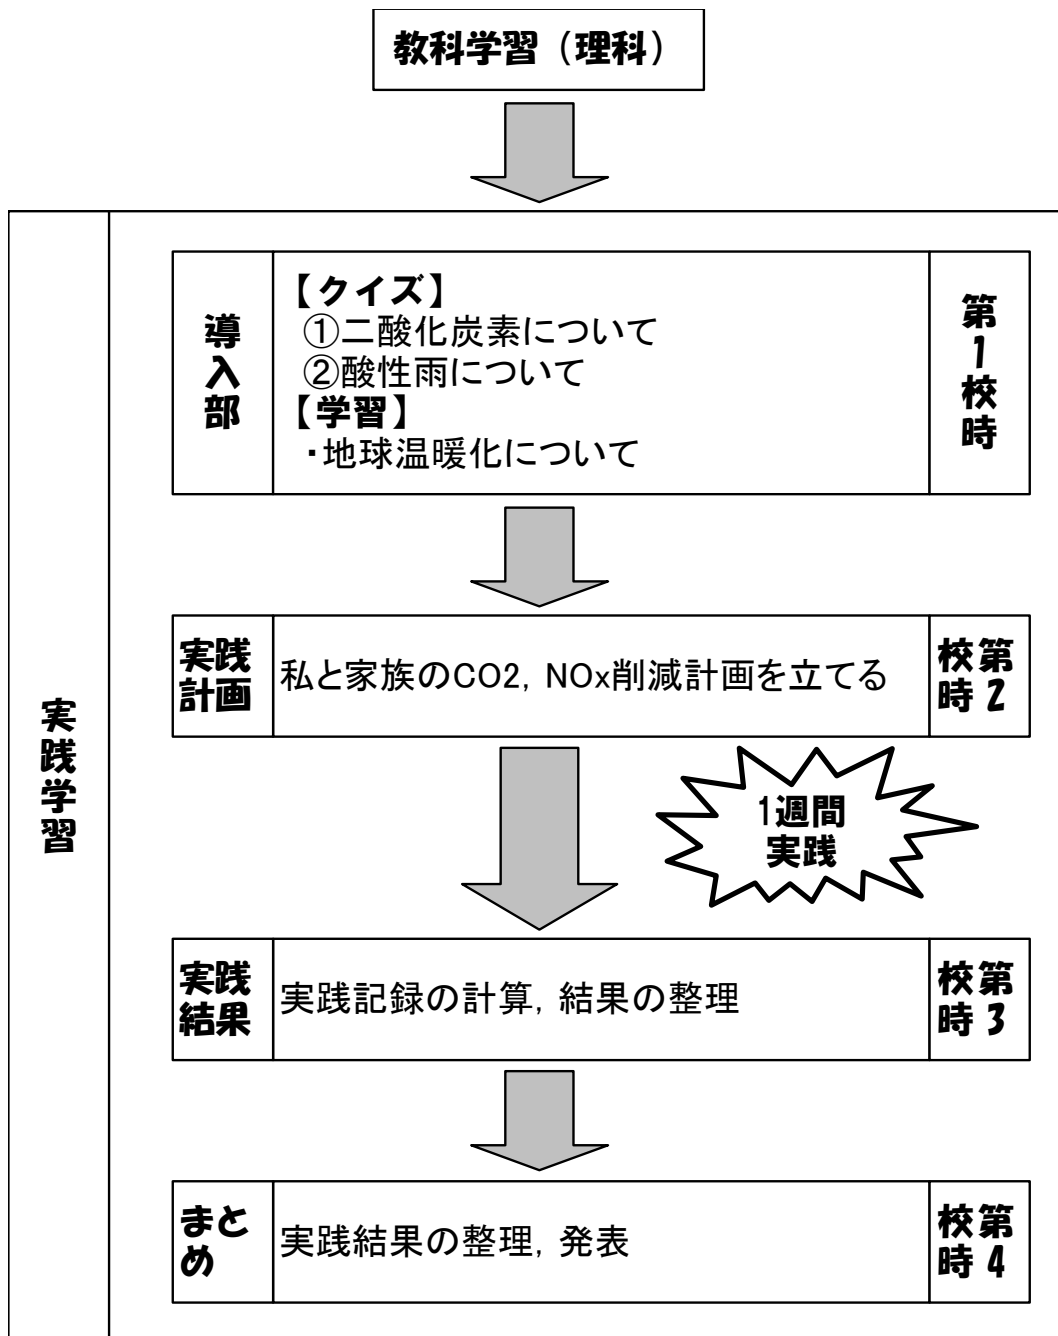 教科学習（理科）
実践学習
導入部
【クイズ】
①二酸化炭素について
②酸性雨について
【学習】
・地球温暖化について
第1校時
実践
計画
私と家族のCO2，NOx削減計画を立てる
第2校時
1週間
実践
実践
結果
実践記録の計算，結果の整理
第3校時
まと
め
実践結果の整理，発表
第4校時